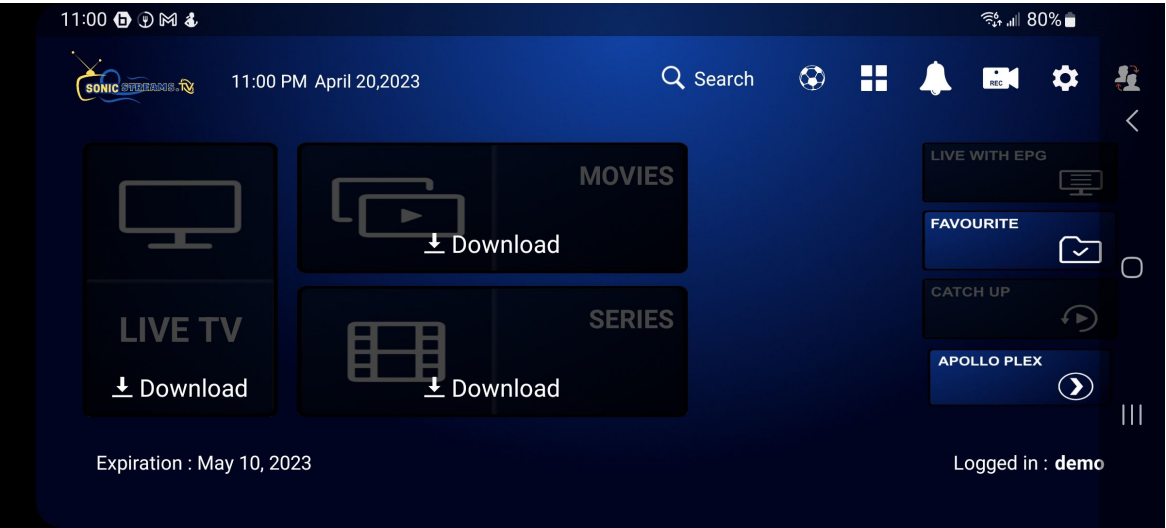 11:00 80%
SONIC STREAMS.TV 11:00 PM April 20,2023 Search REC
LIVE WITH EPG
MOVIES
FAVOURITE
Download
CATCH UP
SERIES
LIVE TV
APOLLO PLEX
Download
Download
Expiration : May 10, 2023 Logged in : demo